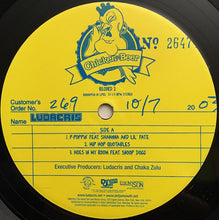 Chicken-Beer
Nº 2647
RECORD 2
Customer's
Order No. 269 10/7 20 03
LUDACRIS
SIDE A
1. P-POPPIN' FEAT. SHAWNNA AND LIL' FATE
2. HIP HOP QUOTABLES
3. HOES IN MY ROOM FEAT. SNOOP DOGG
Executive Producers: Ludacris and Chaka Zulu